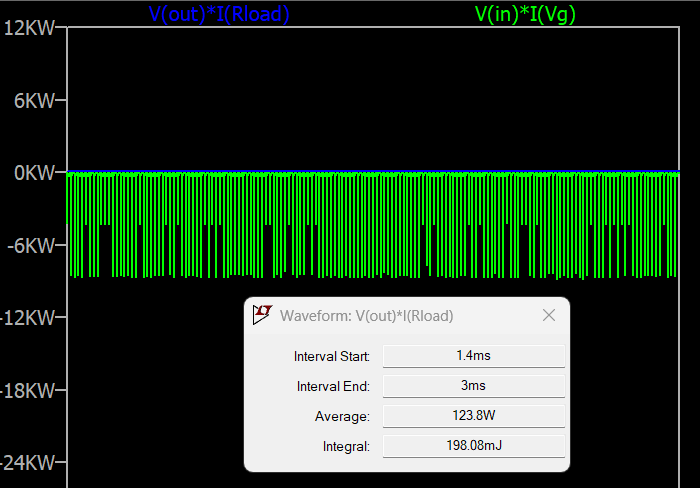 V(out)*I(Rload) V(in)*I(Vg)
12KW
6KW
0KW
-6KW
-12KW
-18KW
-24KW
Waveform: V(out)*I(Rload)
Interval Start: 1.4ms
Interval End: 3ms
Average: 123.8W
Integral: 198.08mJ